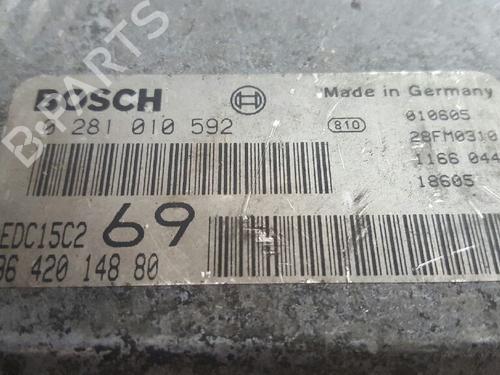 BOSCH
Made in Germany
0 281 010 592
810
010605
28FM0310
1166 044
18605
EDC15C2
69
96 420 148 80
PARTS